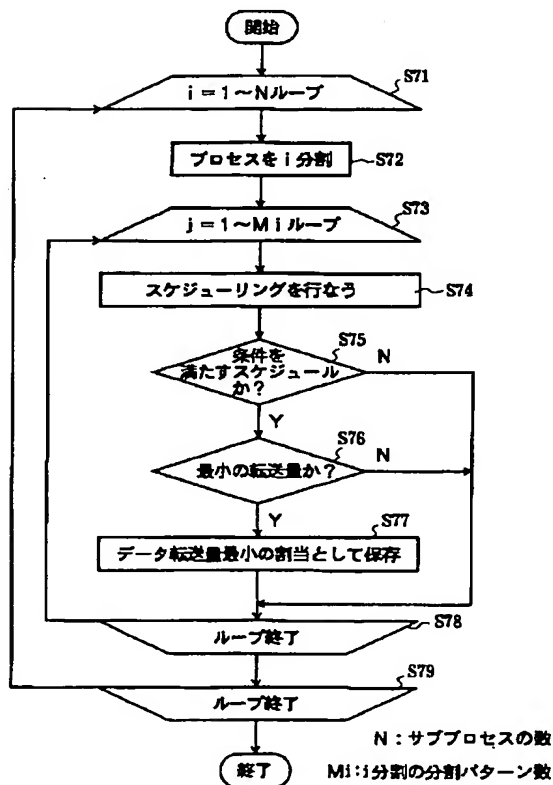 開始
i=1～Nループ
S71
プロセスをi分割
S72
j=1～Miループ
S73
スケジューリングを行なう
S74
条件を
満たすスケジュール
か？
S75
N
Y
最小の転送量か？
S76
N
Y
S77
データ転送量最小の割当として保存
ループ終了
S78
ループ終了
S79
終了
N：サブプロセスの数
Mi:i分割の分割パターン数